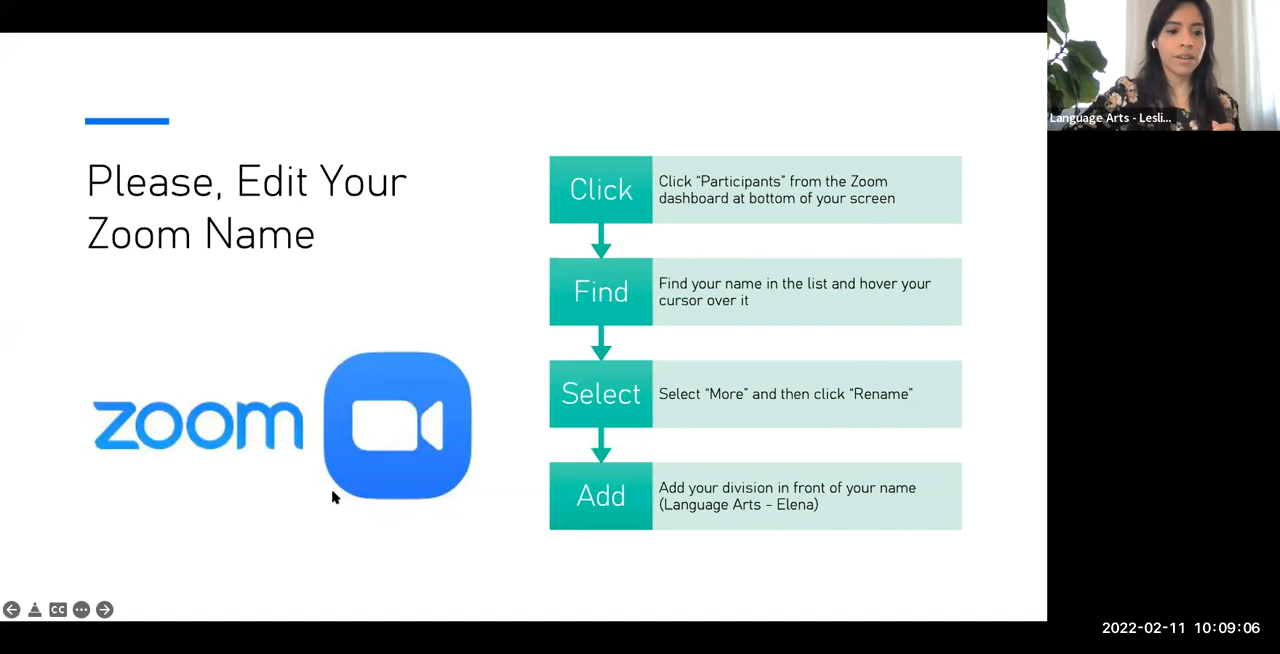 Language Arts - Lesli...
Please, Edit Your
Zoom Name
zoom
Click
Click "Participants" from the Zoom
dashboard at bottom of your screen
Find
Find your name in the list and hover your
cursor over it
Select
Select "More" and then click "Rename"
Add
Add your division in front of your name
(Language Arts - Elena)
CC
2022-02-11 10:09:06